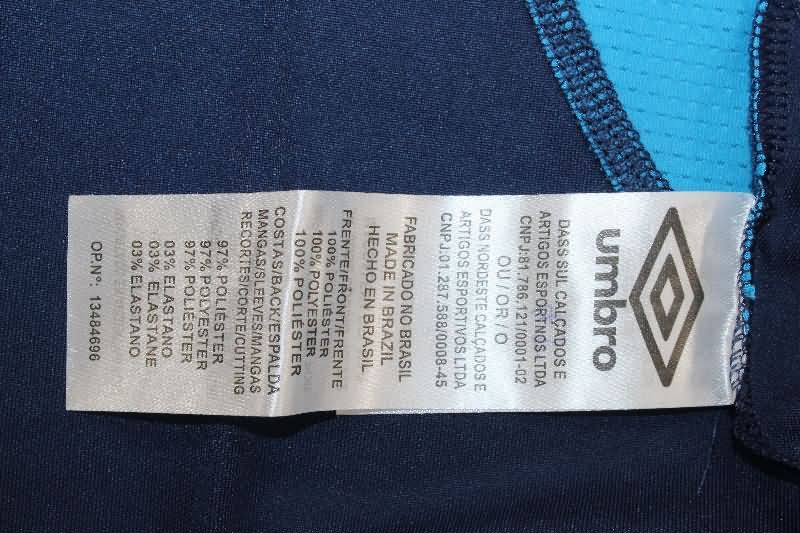 umbro
DASS SUL CALÇADOS E
ARTIGOS ESPORTNOS LTDA
CNPJ:81.786.121/0001-02
OU / OR / O
DASS NORDESTE CALÇADOS E
ARTIGOS ESPORTIVOS LTDA
CNPJ.01.287.588/0008-45
FABRICADO NO BRASIL
MADE IN BRAZIL
HECHO EN BRASIL
FRENTE/FRONT/FRENTE
100% POLIÉSTER
100% POLYESTER
100% POLIÉSTER
COSTAS/BACK/ESPALDA
MANGAS/SLEEVES/MANGAS
RECORTES/CORTE/CUTTING
97% POLIÉSTER
97% POLYESTER
97% POLIÉSTER
03% ELASTANO
03% ELASTANE
03% ELASTANO
OP.Nº: 13484696